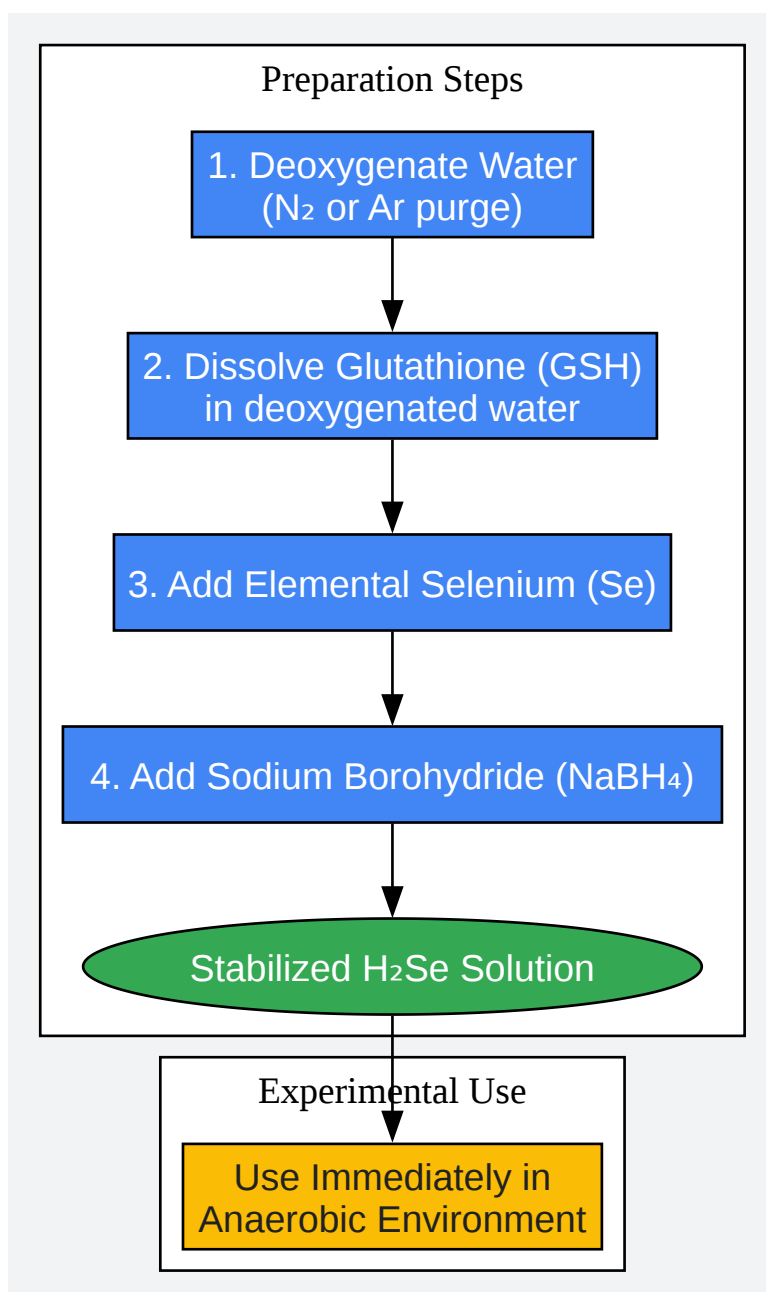 Preparation Steps
1. Deoxygenate Water
(N₂ or Ar purge)
2. Dissolve Glutathione (GSH)
in deoxygenated water
3. Add Elemental Selenium (Se)
4. Add Sodium Borohydride (NaBH₄)
Stabilized H₂Se Solution
Experimental Use
Use Immediately in
Anaerobic Environment